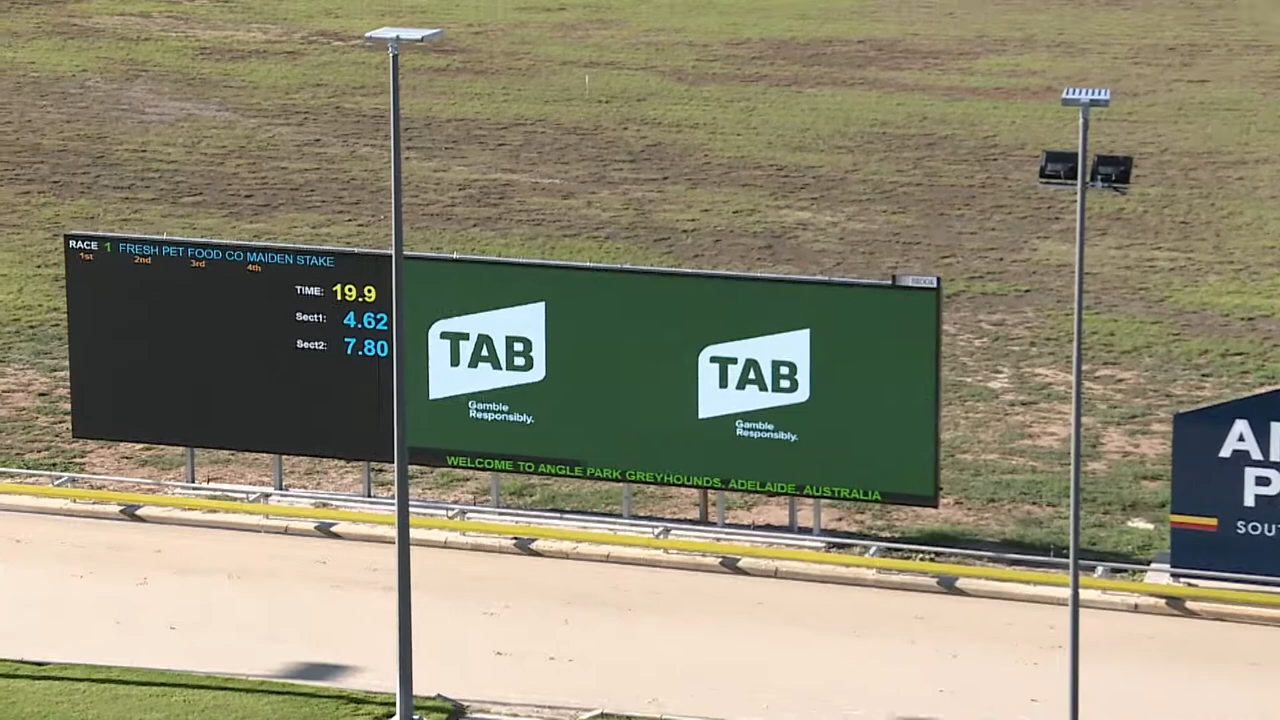 RACE 1 FRESH PET FOOD CO MAIDEN STAKE
1st 2nd 3rd 4th
TIME: 19.9
Sect1: 4.62
Sect2: 7.80
TAB
Gamble
Responsibly.
TAB
Gamble
Responsibly.
WELCOME TO ANGLE PARK GREYHOUNDS, ADELAIDE, AUSTRALIA